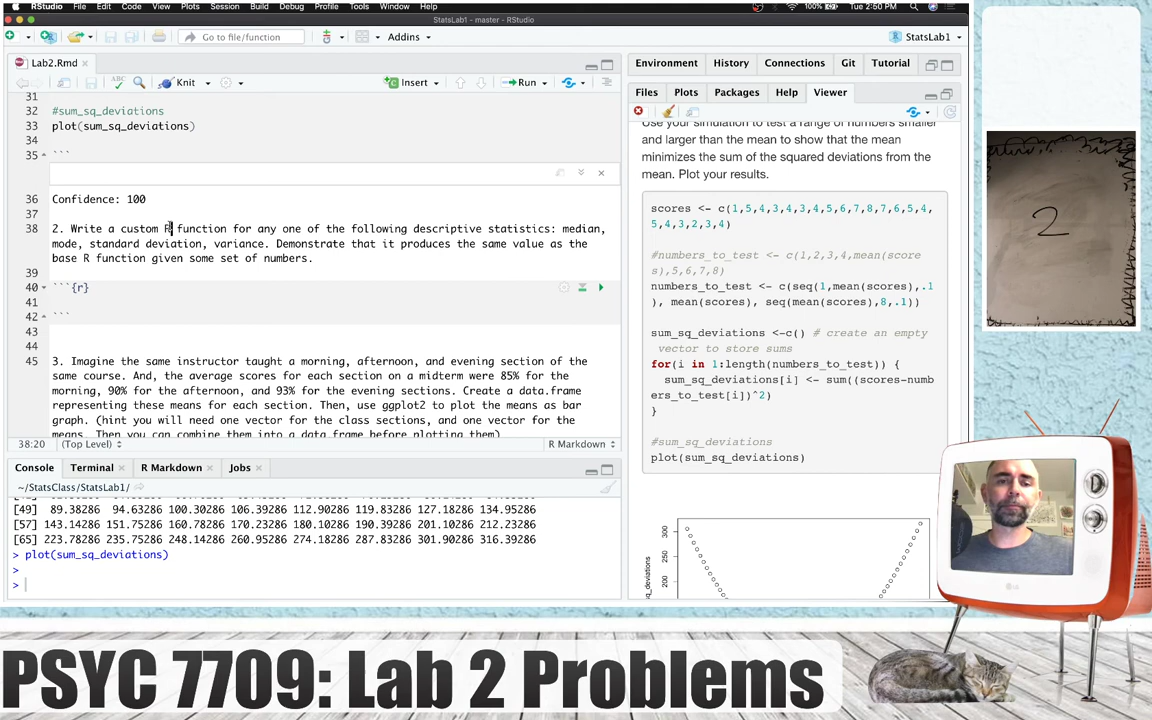 RStudio File Edit Code View Plots Session Build Debug Profile Tools Window Help
100% Tue 2:50 PM
StatsLab1 - master - RStudio
Go to file/function
Addins
StatsLab1
Lab2.Rmd
ABC
Knit
Insert
Run
31
32 #sum_sq_deviations
33 plot(sum_sq_deviations)
34
35 ```
36 Confidence: 100
37
38 2. Write a custom R function for any one of the following descriptive statistics: median,
mode, standard deviation, variance. Demonstrate that it produces the same value as the
base R function given some set of numbers.
39
40 ```{r}
41
42 ```
43
44
45 3. Imagine the same instructor taught a morning, afternoon, and evening section of the
same course. And, the average scores for each section on a midterm were 85% for the
morning, 90% for the afternoon, and 93% for the evening sections. Create a data.frame
representing these means for each section. Then, use ggplot2 to plot the means as bar
graph. (hint you will need one vector for the class sections, and one vector for the
means. Then you can combine them into a data.frame before plotting them)
38:20 (Top Level) R Markdown
Console Terminal R Markdown Jobs
~/StatsClass/StatsLab1/
[49] 89.38286 94.63286 100.30286 106.39286 112.90286 119.83286 127.18286 134.95286
[57] 143.14286 151.75286 160.78286 170.23286 180.10286 190.39286 201.10286 212.23286
[65] 223.78286 235.75286 248.14286 260.95286 274.18286 287.83286 301.90286 316.39286
> plot(sum_sq_deviations)
>
>
Environment History Connections Git Tutorial
Files Plots Packages Help Viewer
Use your simulation to test a range of numbers smaller
and larger than the mean to show that the mean
minimizes the sum of the squared deviations from the
mean. Plot your results.
scores <- c(1,5,4,3,4,3,4,5,6,7,8,7,6,5,4,
5,4,3,2,3,4)
#numbers_to_test <- c(1,2,3,4,mean(score
s),5,6,7,8)
numbers_to_test <- c(seq(1,mean(scores),.1
), mean(scores), seq(mean(scores),8,.1))
sum_sq_deviations <-c() # create an empty
vector to store sums
for(i in 1:length(numbers_to_test)) {
sum_sq_deviations[i] <- sum((scores-numb
ers_to_test[i])^2)
}
#sum_sq_deviations
plot(sum_sq_deviations)
300
250
200
_deviations
2
LG
PSYC 7709: Lab 2 Problems